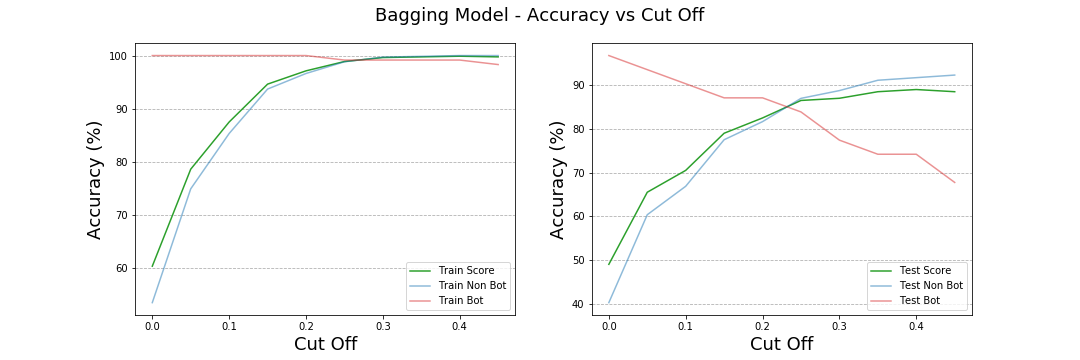 Bagging Model - Accuracy vs Cut Off
Accuracy (%)
100
90
80
70
60
0.0 0.1 0.2 0.3 0.4
Cut Off
Train Score
Train Non Bot
Train Bot
Accuracy (%)
90
80
70
60
50
40
0.0 0.1 0.2 0.3 0.4
Cut Off
Test Score
Test Non Bot
Test Bot